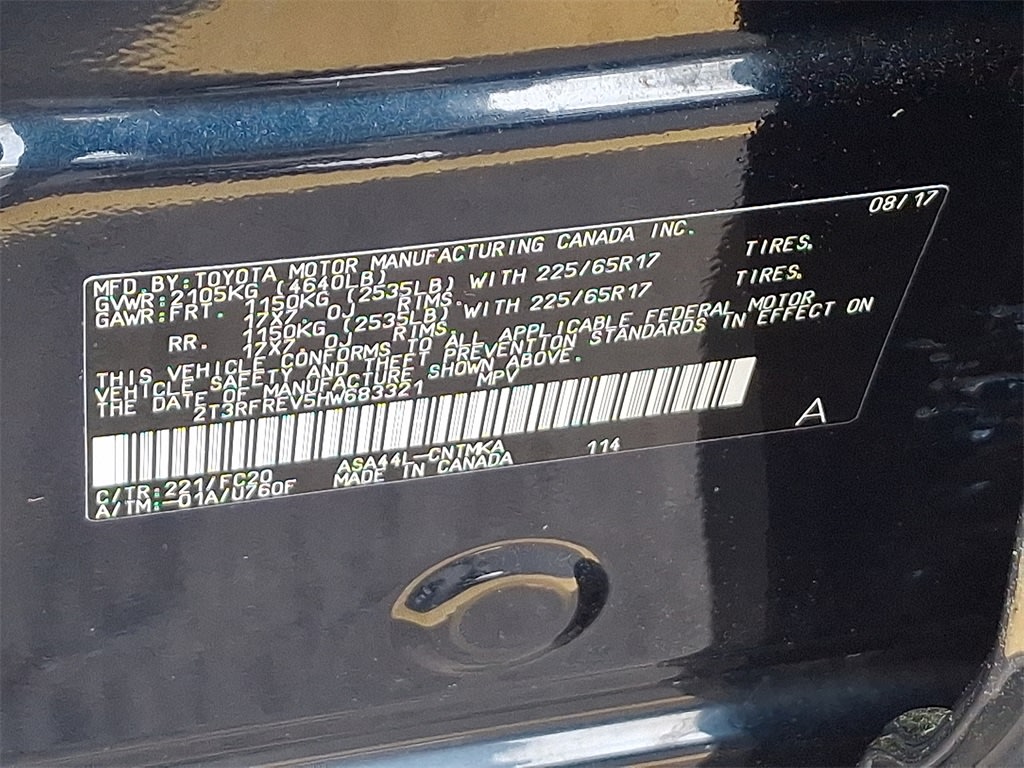 08/17
MFD.BY:TOYOTA MOTOR MANUFACTURING CANADA INC.
GVWR:2105KG (4640LB)
GAWR:FRT. 1150KG (2535LB) WITH 225/65R17 TIRES.
17X7. OJ RIMS.
RR. 1150KG (2535LB) WITH 225/65R17 TIRES.
17X7. OJ RIMS.
THIS VEHICLE CONFORMS TO ALL APPLICABLE FEDERAL MOTOR
VEHICLE SAFETY AND THEFT PREVENTION STANDARDS IN EFFECT ON
THE DATE OF MANUFACTURE SHOWN ABOVE.
2T3RFREV5HW683321 MPV
A
C/TR:221/FC20 ASA44L-CNTMKA 114
A/TM:-01A/U760F MADE IN CANADA